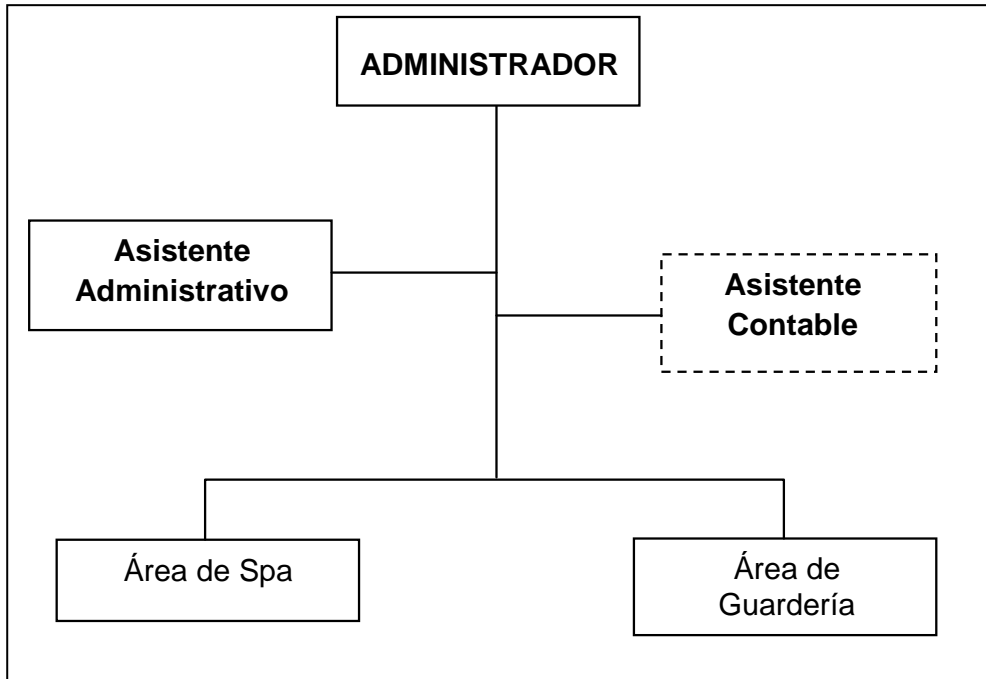 ADMINISTRADOR
Asistente
Administrativo
Asistente
Contable
Área de Spa
Área de
Guardería